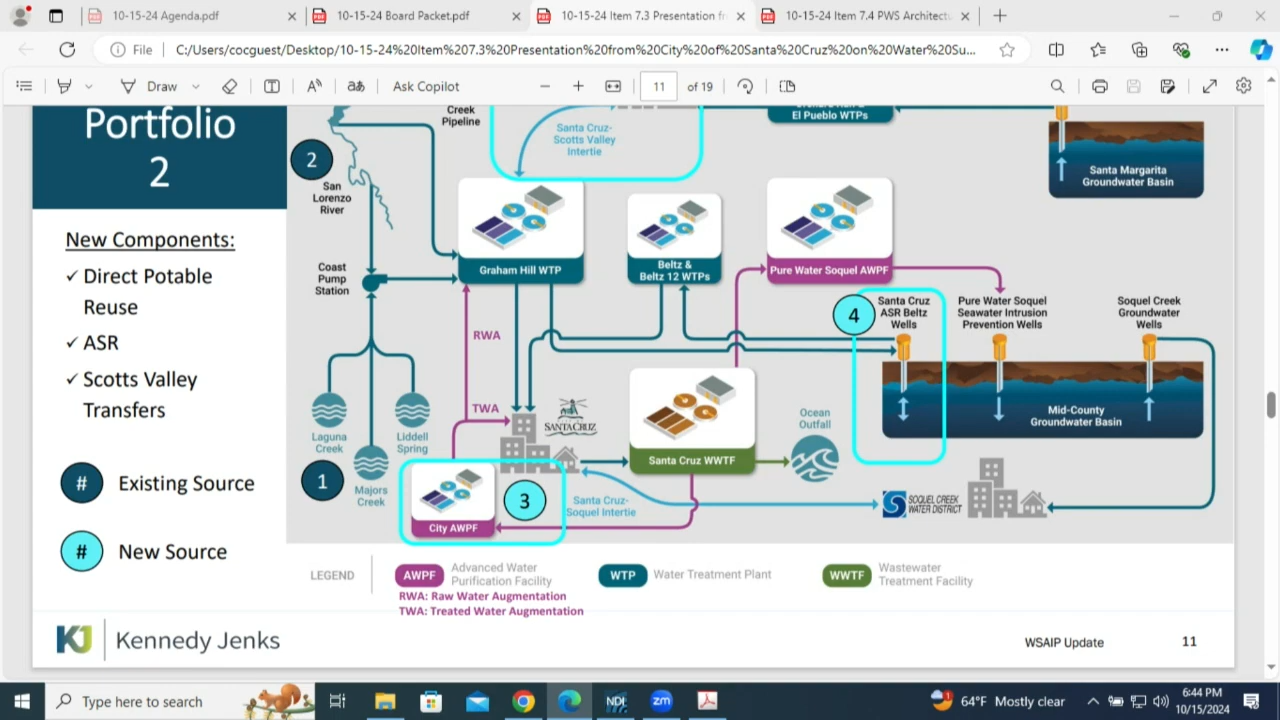 10-15-24 Agenda.pdf
10-15-24 Board Packet.pdf
10-15-24 Item 7.3 Presentation fr
10-15-24 Item 7.4 PWS Architectu
File
C:/Users/cocguest/Desktop/10-15-24%20Item%207.3%20Presentation%20from%20City%20of%20Santa%20Cruz%20on%20Water%20Su...
Draw
Ask Copilot
11
of 19
Portfolio
2
New Components:
✓ Direct Potable
Reuse
✓ ASR
✓ Scotts Valley
Transfers
# Existing Source
# New Source
Creek
Pipeline
Santa Cruz-
Scotts Valley
Intertie
El Pueblo WTPs
Santa Margarita
Groundwater Basin
2
San
Lorenzo
River
Graham Hill WTP
Beltz &
Beltz 12 WTPs
Pure Water Soquel AWPF
Coast
Pump
Station
4
Santa Cruz
ASR Beltz
Wells
Pure Water Soquel
Seawater Intrusion
Prevention Wells
Soquel Creek
Groundwater
Wells
RWA
TWA
SANTA CRUZ
Santa Cruz WWTF
Ocean
Outfall
Mid-County
Groundwater Basin
Laguna
Creek
Liddell
Spring
1
Majors
Creek
3
City AWPF
Santa Cruz-
Soquel Intertie
SOQUEL CREEK
WATER DISTRICT
LEGEND
AWPF
Advanced Water
Purification Facility
WTP
Water Treatment Plant
WWTF
Wastewater
Treatment Facility
RWA: Raw Water Augmentation
TWA: Treated Water Augmentation
KJ Kennedy Jenks
WSAIP Update
11
Type here to search
NDI
zm
64°F Mostly clear
6:44 PM
10/15/2024